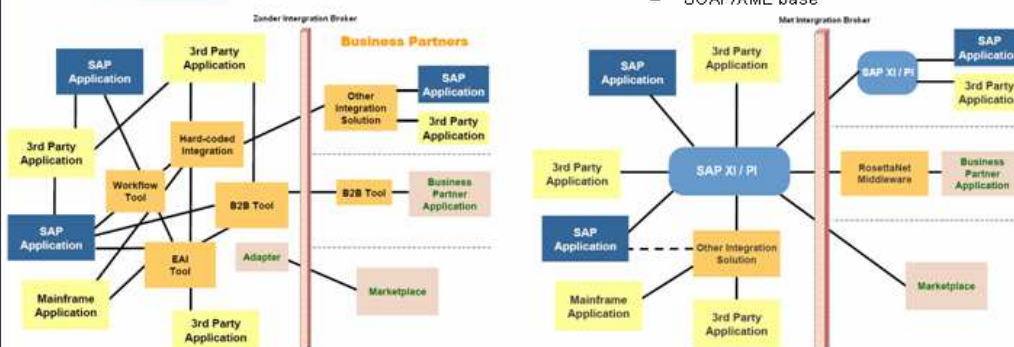 SOAP/XML base
Zonder Intergration Broker
Business Partners
SAP
Application
3rd Party
Application
3rd Party
Application
Hard-coded
Integration
Workflow
Tool
B2B Tool
SAP
Application
EAI
Tool
Adapter
Mainframe
Application
3rd Party
Application
Other
Integration
Solution
SAP
Application
3rd Party
Application
B2B Tool
Business
Partner
Application
Marketplace
Met Intergration Broker
SAP
Application
3rd Party
Application
3rd Party
Application
SAP XI / PI
SAP
Application
Other Integration
Solution
Mainframe
Application
3rd Party
Application
SAP XI / PI
SAP
Application
3rd Party
Application
RosettaNet
Middleware
Business
Partner
Application
Marketplace